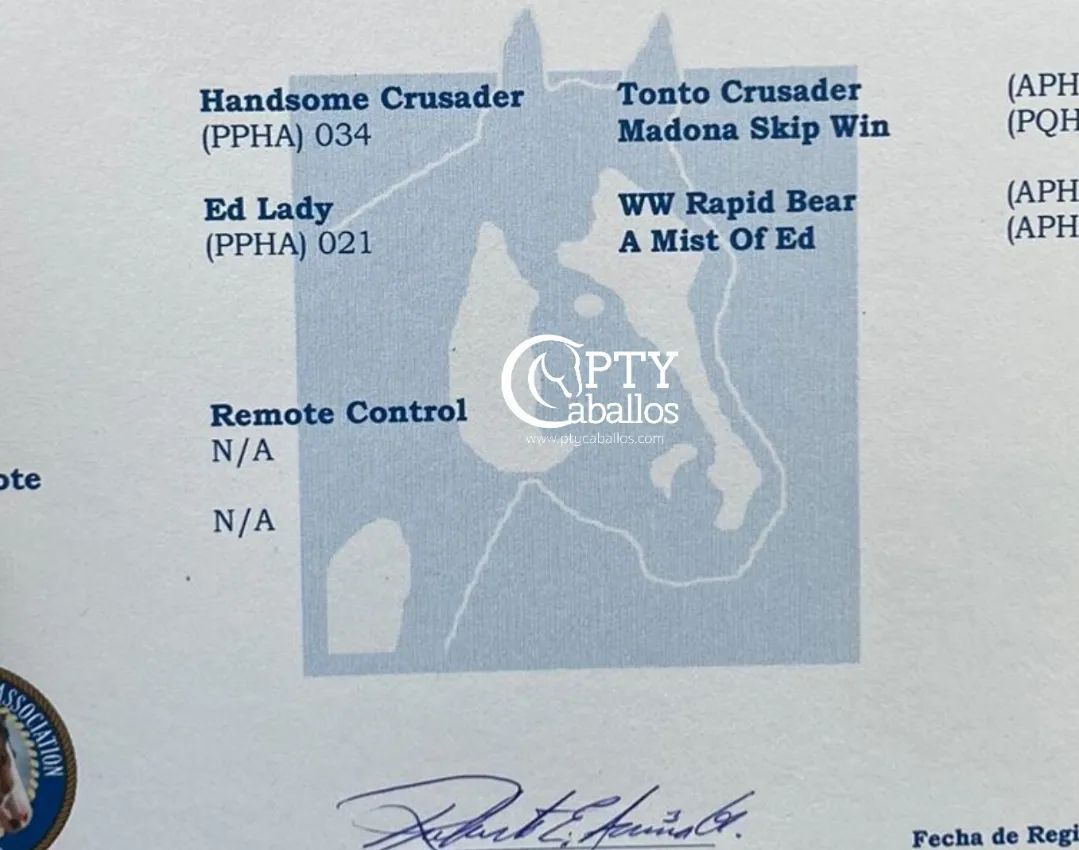 Handsome Crusader
(PPHA) 034
Tonto Crusader
Madona Skip Win
(APH
(PQH
Ed Lady
(PPHA) 021
WW Rapid Bear
A Mist Of Ed
(APH
(APH
PTY
Caballos
www.ptycaballos.com
Remote Control
N/A
ote
N/A
ASSOCIATION
Fecha de Regi